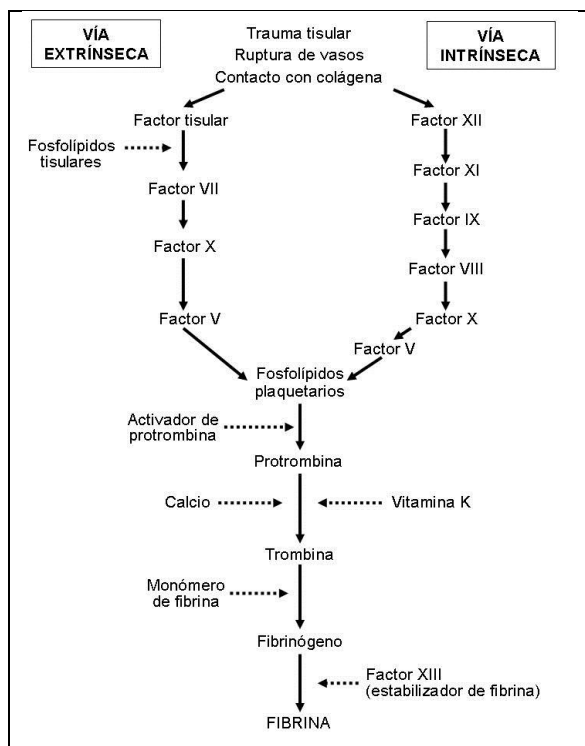 VÍA
EXTRÍNSECA
Trauma tisular
Ruptura de vasos
Contacto con colágena
VÍA
INTRÍNSECA
Factor tisular
Factor XII
Fosfolípidos
tisulares
Factor XI
Factor VII
Factor IX
Factor X
Factor VIII
Factor V
Factor X
Factor V
Fosfolípidos
plaquetarios
Activador de
protrombina
Protrombina
Calcio
Vitamina K
Trombina
Monómero
de fibrina
Fibrinógeno
Factor XIII
(estabilizador de fibrina)
FIBRINA